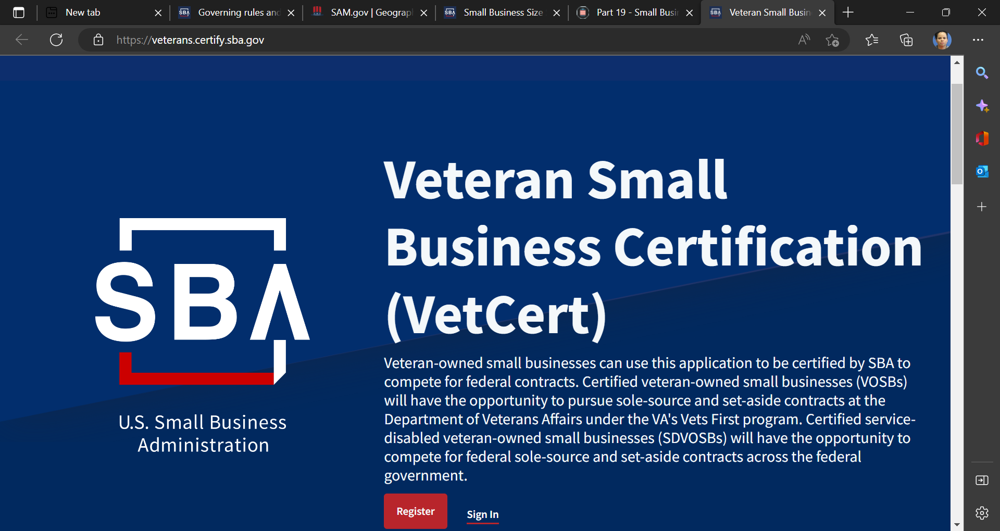 New tab
Governing rules and
SAM.gov | Geograp
Small Business Size
Part 19 - Small Busi
Veteran Small Busin
https://veterans.certify.sba.gov
Veteran Small
Business Certification
(VetCert)
SBA
U.S. Small Business
Administration
Veteran-owned small businesses can use this application to be certified by SBA to
compete for federal contracts. Certified veteran-owned small businesses (VOSBs)
will have the opportunity to pursue sole-source and set-aside contracts at the
Department of Veterans Affairs under the VA's Vets First program. Certified service-
disabled veteran-owned small businesses (SDVOSBs) will have the opportunity to
compete for federal sole-source and set-aside contracts across the federal
government.
Register
Sign In